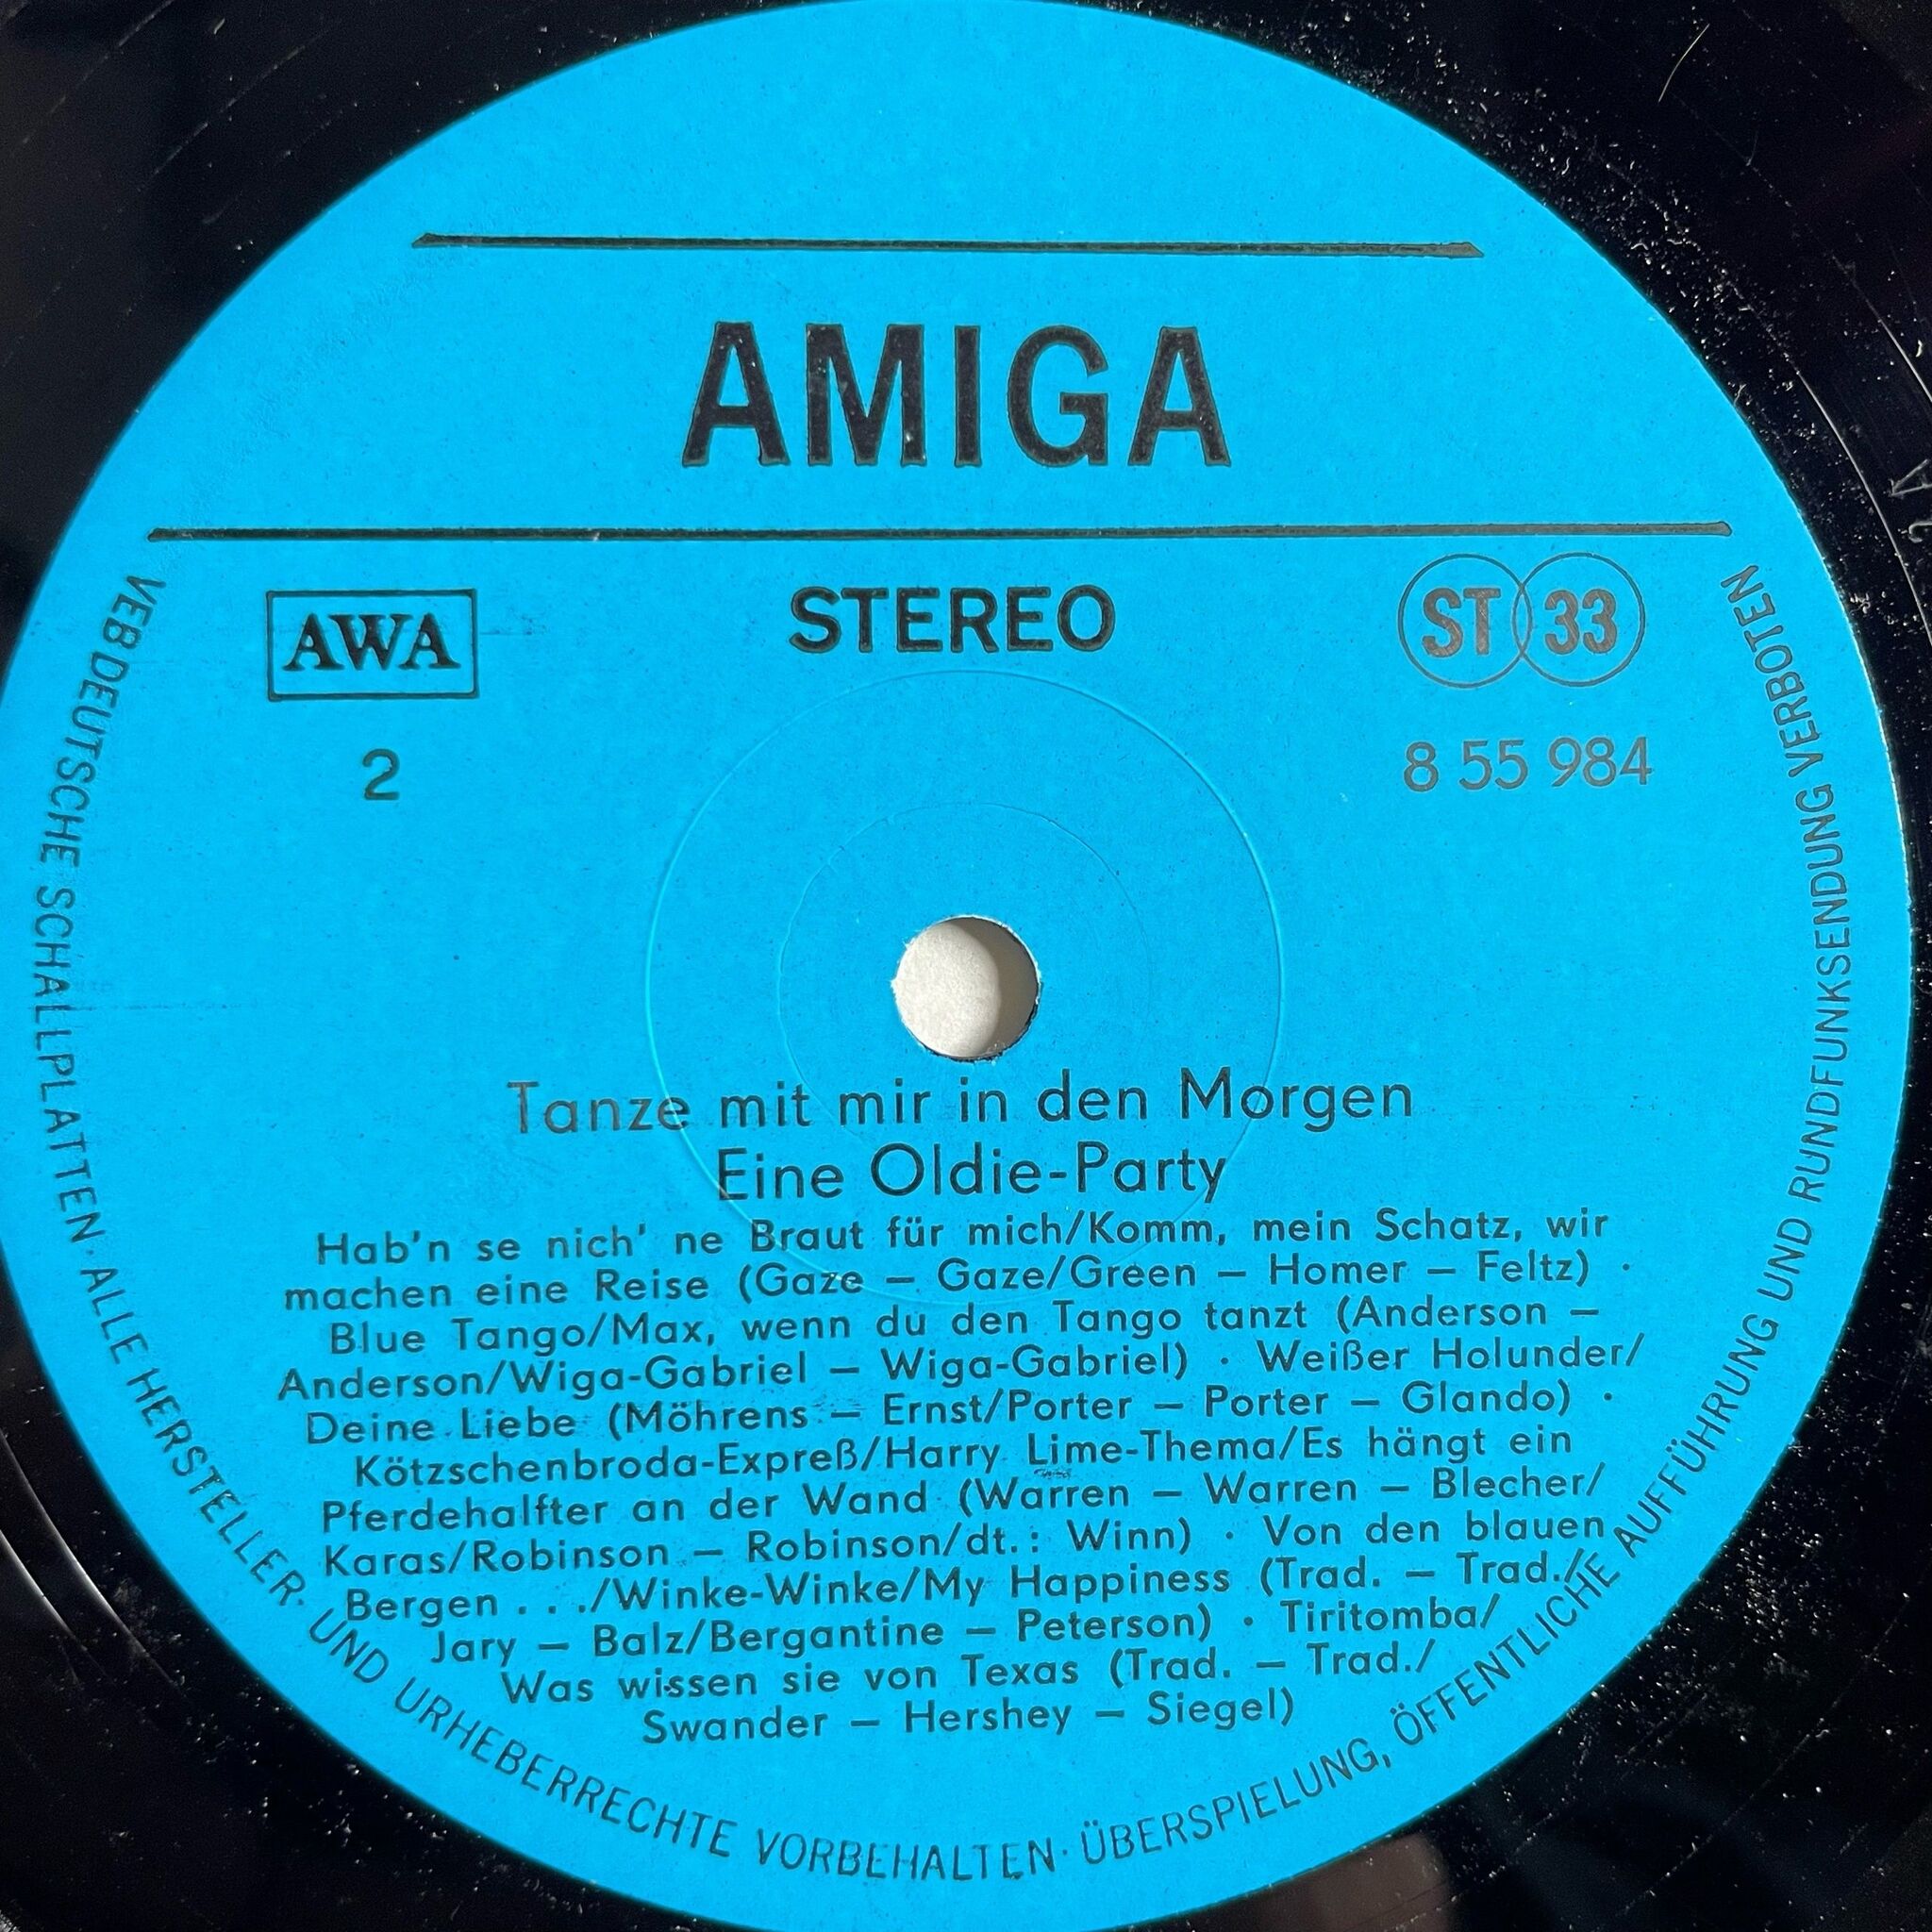 AMIGA
AWA
STEREO
ST 33
2
8 55 984
Tanze mit mir in den Morgen
Eine Oldie-Party
Hab'n se nich' ne Braut für mich/Komm, mein Schatz, wir
machen eine Reise (Gaze – Gaze/Green – Homer – Feltz) ·
Blue Tango/Max, wenn du den Tango tanzt (Anderson –
Anderson/Wiga-Gabriel – Wiga-Gabriel) · Weißer Holunder/
Deine Liebe (Möhrens – Ernst/Porter – Porter – Glando) ·
Kötzschenbroda-Expreß/Harry Lime-Thema/Es hängt ein
Pferdehalfter an der Wand (Warren – Warren – Blecher/
Karas/Robinson – Robinson/dt.: Winn) · Von den blauen
Bergen . . ./Winke-Winke/My Happiness (Trad. – Trad./
Jary – Balz/Bergantine – Peterson) · Tiritomba/
Was wissen sie von Texas (Trad. – Trad./
Swander – Hershey – Siegel)
VEB DEUTSCHE SCHALLPLATTEN · ALLE HERSTELLER- UND URHEBERRECHTE VORBEHALTEN · ÜBERSPIELUNG, ÖFFENTLICHE AUFFÜHRUNG UND RUNDFUNKSENDUNG VERBOTEN